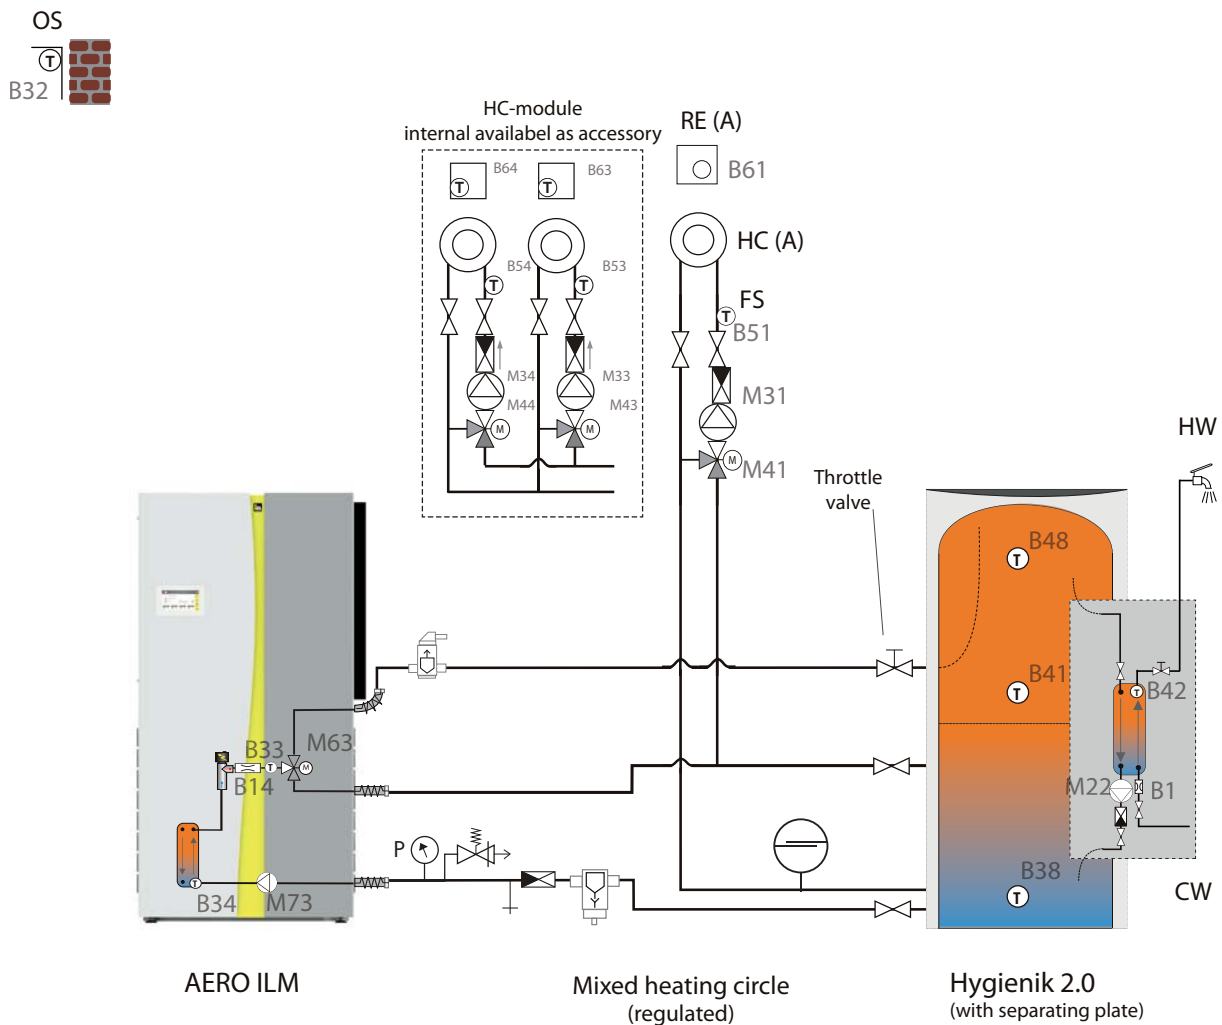 OS
T
B32
HC-module
internal availabel as accessory
RE (A)
B64
B63
B61
T
T
HC (A)
B54
B53
T
T
FS
T
B51
M34
M33
M31
M44
M43
M
M
M
M41
HW
Throttle
valve
B48
T
B41
T
T
B42
M63
B33
T
M
B14
M22
B1
P
B38
T
T
B34
M73
CW
AERO ILM
Mixed heating circle
(regulated)
Hygienik 2.0
(with separating plate)